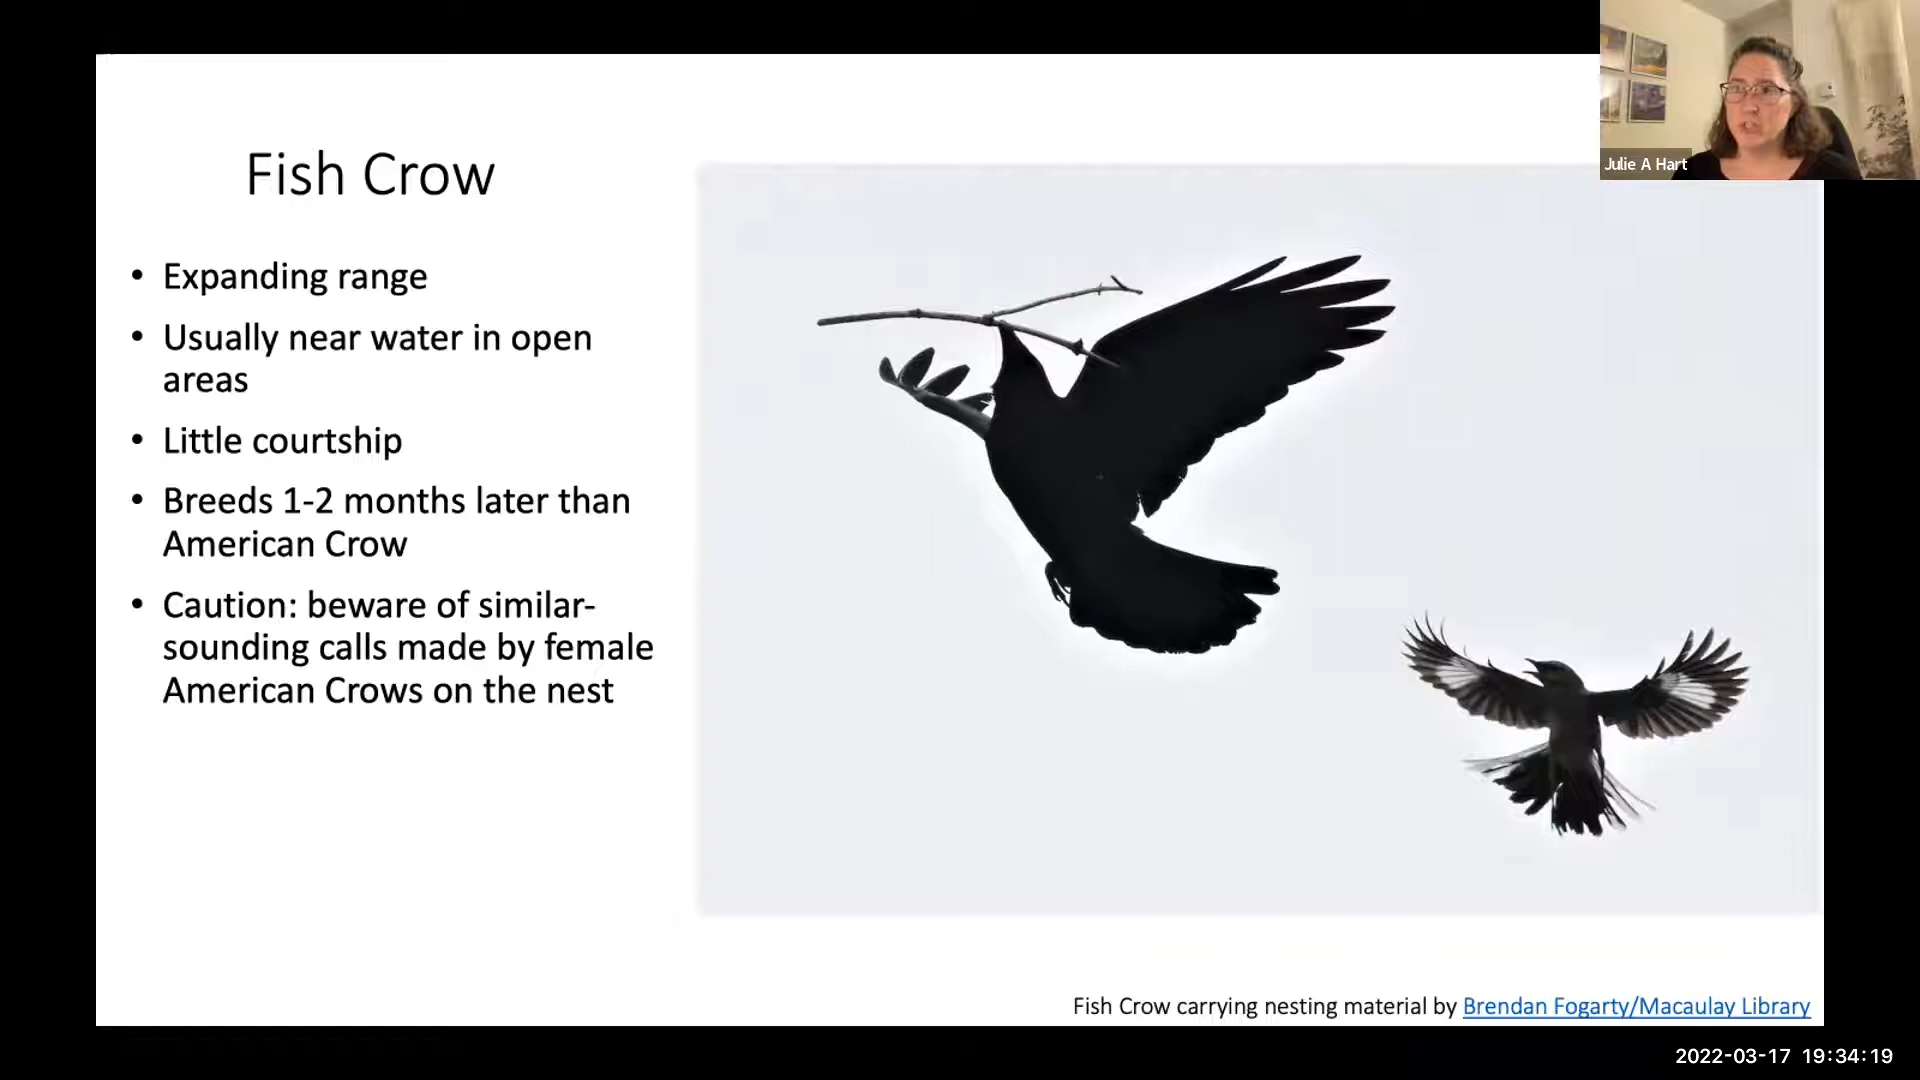 Julie A Hart
Fish Crow
• Expanding range
• Usually near water in open
areas
• Little courtship
• Breeds 1-2 months later than
American Crow
• Caution: beware of similar-
sounding calls made by female
American Crows on the nest
Fish Crow carrying nesting material by Brendan Fogarty/Macaulay Library
2022-03-17 19:34:19